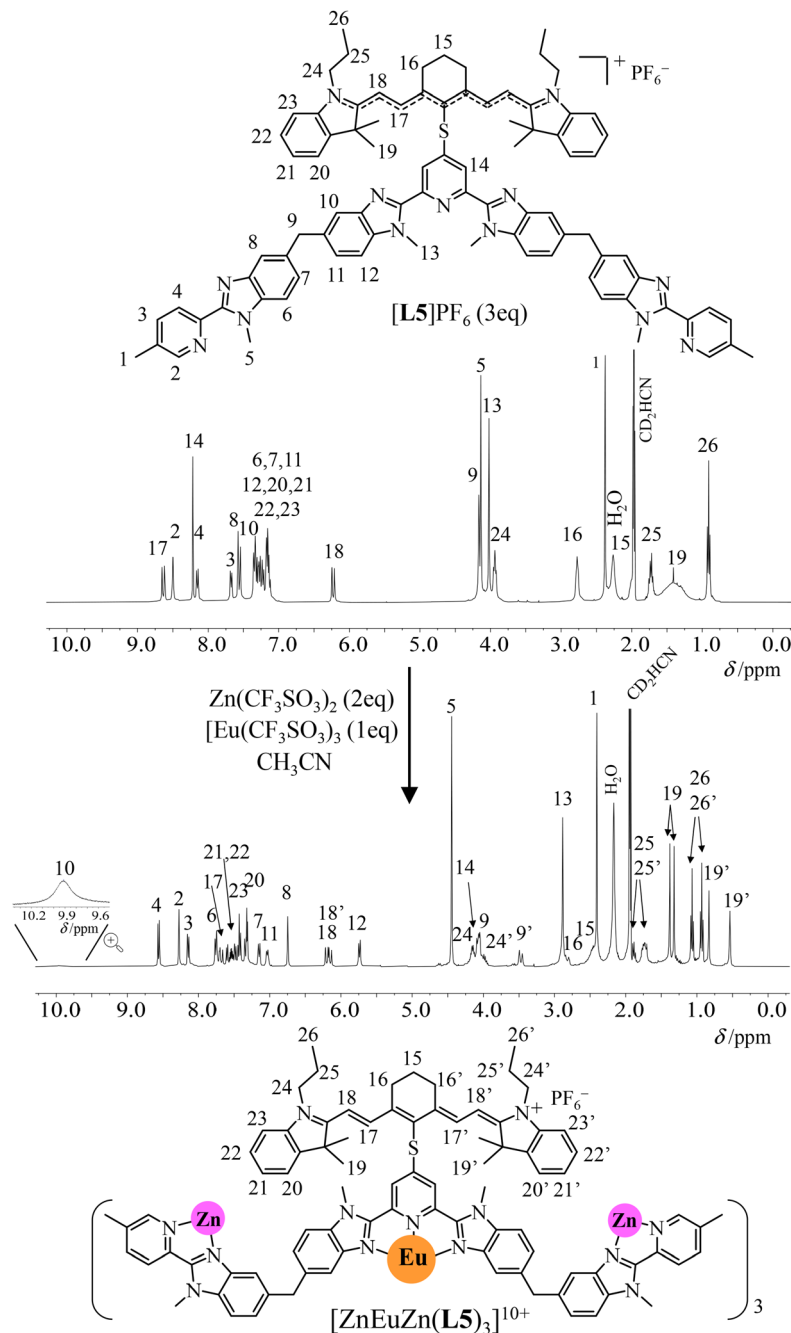 26
25
15
24
16
18
+ PF₆⁻
N
N
23
17
22
S
19
21
20
14
10
N
N
N
9
13
8
N
N
11
12
7
4
N
N
3
6
[L5]PF₆ (3eq)
N
N
N
N
1
2
5
5
1
13
CD₂HCN
14
6,7,11
12,20,21
22,23
26
9
H₂O
8
10
2
4
24
16
15
25
17
3
18
19
10.0 9.0 8.0 7.0 6.0 5.0 4.0 3.0 2.0 1.0 0.0
δ/ppm
Zn(CF₃SO₃)₂ (2eq)
[Eu(CF₃SO₃)₃ (1eq)
CH₃CN
CD₂HCN
5
1
H₂O
13
19
26
26'
25
25'
19'
19'
10
21,22
17
23
20
14
4
2
3
6
8
7
11
18'
18
12
24
9
24'
9'
16
15
10.2 9.9 9.6
δ/ppm
10.0 9.0 8.0 7.0 6.0 5.0 4.0 3.0 2.0 1.0 0.0
δ/ppm
26
26'
25
15
25'
24
16
16'
24'
18
18'
N
N+ PF₆⁻
23
17
17'
23'
22
S
22'
19
19'
21
20
20'
21'
Zn
Zn
N
N
N
N
N
N
N
N
N
Eu
N
N
3
[ZnEuZn(L5)₃]¹⁰⁺